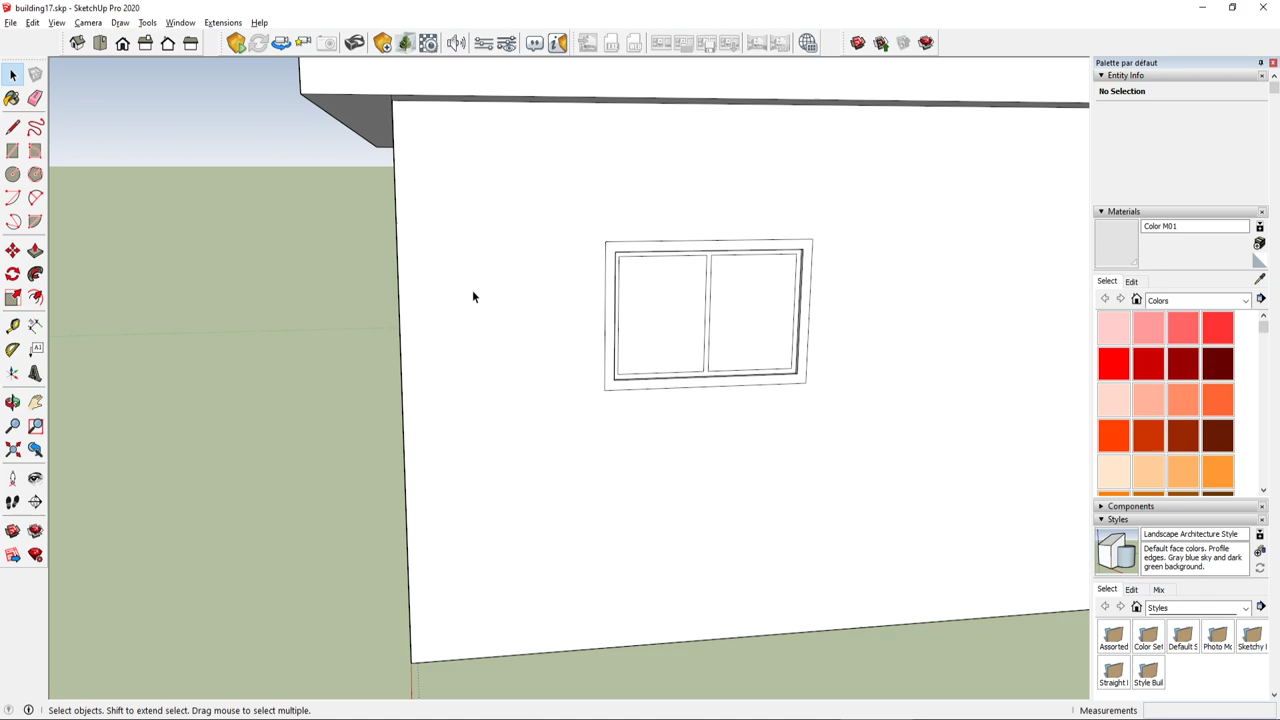 building17.skp - SketchUp Pro 2020
File Edit View Camera Draw Tools Window Extensions Help
Palette par défaut
Entity Info
No Selection
Materials
Color M01
Select Edit
Colors
Components
Styles
Landscape Architecture Style
Default face colors. Profile
edges. Gray blue sky and dark
green background.
Select Edit Mix
Styles
Assorted Color Set Default S Photo Mo Sketchy I
Straight I Style Buil
Select objects. Shift to extend select. Drag mouse to select multiple.
Measurements